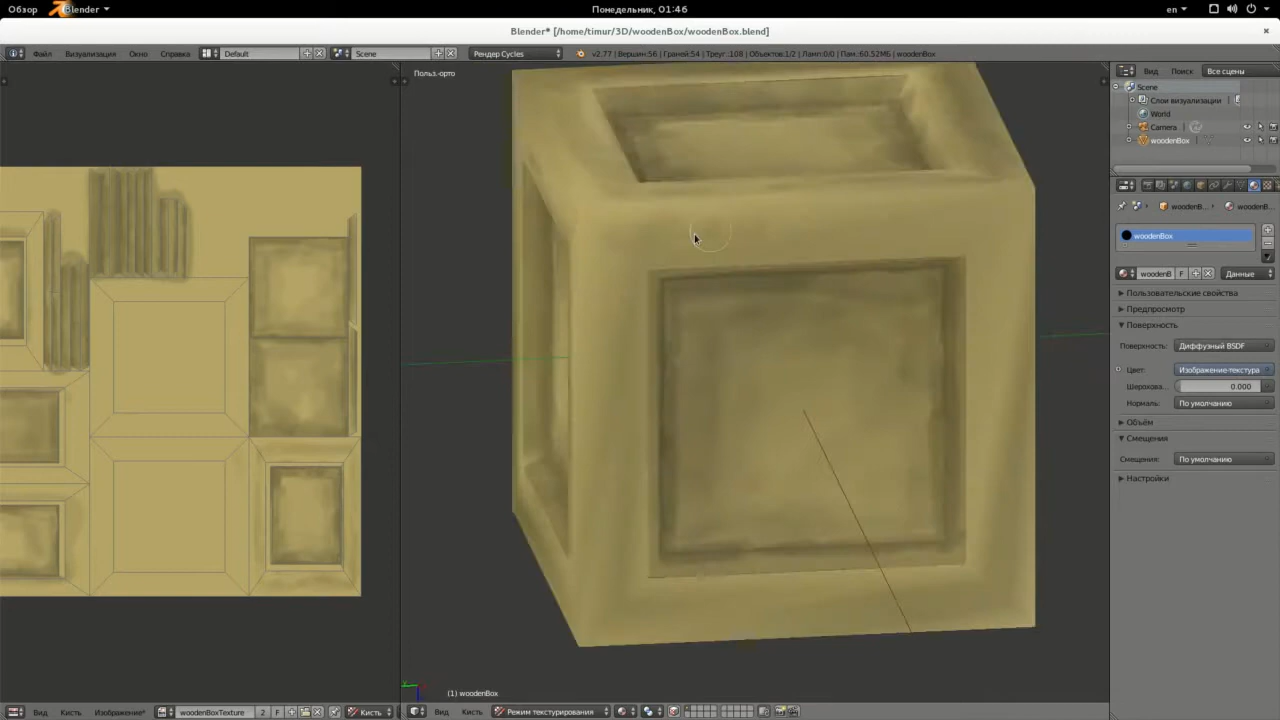 Обзор Blender Понедельник, 01:46 en
Blender* [/home/timur/3D/woodenBox/woodenBox.blend]
Файл Визуализация Окно Справка Default Scene Рендер Cycles v2.77 | Вершин:56 | Граней:54 | Треуг.:108 | Объектов:1/2 | Ламп:0/0 | Пам.:60.52МБ | woodenBox
Польз.-орто
Вид Поиск Все сцены
Scene
Слои визуализации
World
Camera
woodenBox
woodenB... woodenB...
woodenBox
woodenB F Данные
Пользовательские свойства
Предпросмотр
Поверхность
Поверхность: Диффузный BSDF
Цвет: Изображение-текстура
Шерохова... 0.000
Нормаль: По умолчанию
Объём
Смещения
Смещения: По умолчанию
Настройки
(1) woodenBox
Вид Кисть Изображение* woodenBoxTexture 2 F Кисть Вид Кисть Режим текстурирования